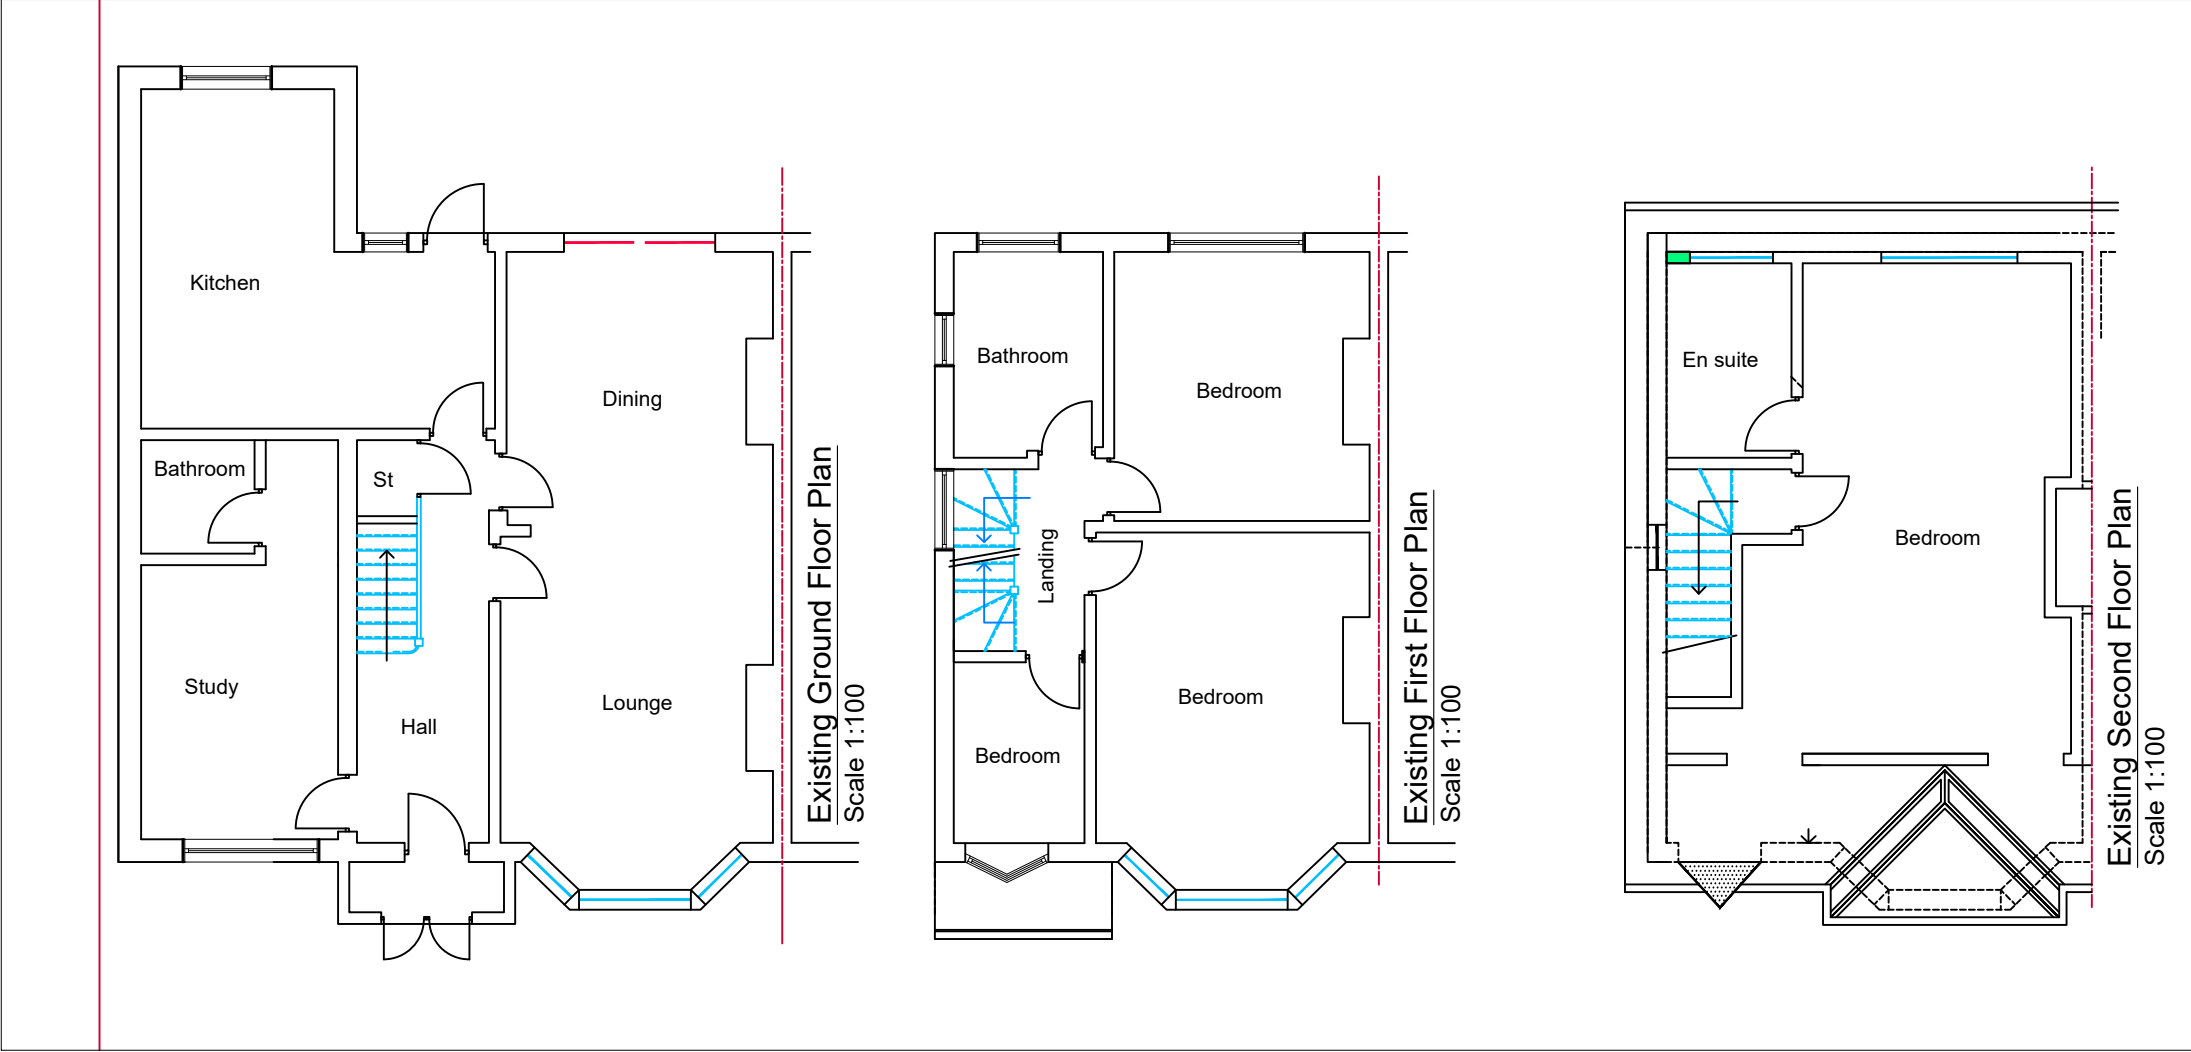 Kitchen
Dining
Bathroom
St
Study
Lounge
Hall
Existing Ground Floor Plan
Scale 1:100
Bathroom
Bedroom
Landing
Bedroom
Bedroom
Existing First Floor Plan
Scale 1:100
En suite
Bedroom
Existing Second Floor Plan
Scale 1:100